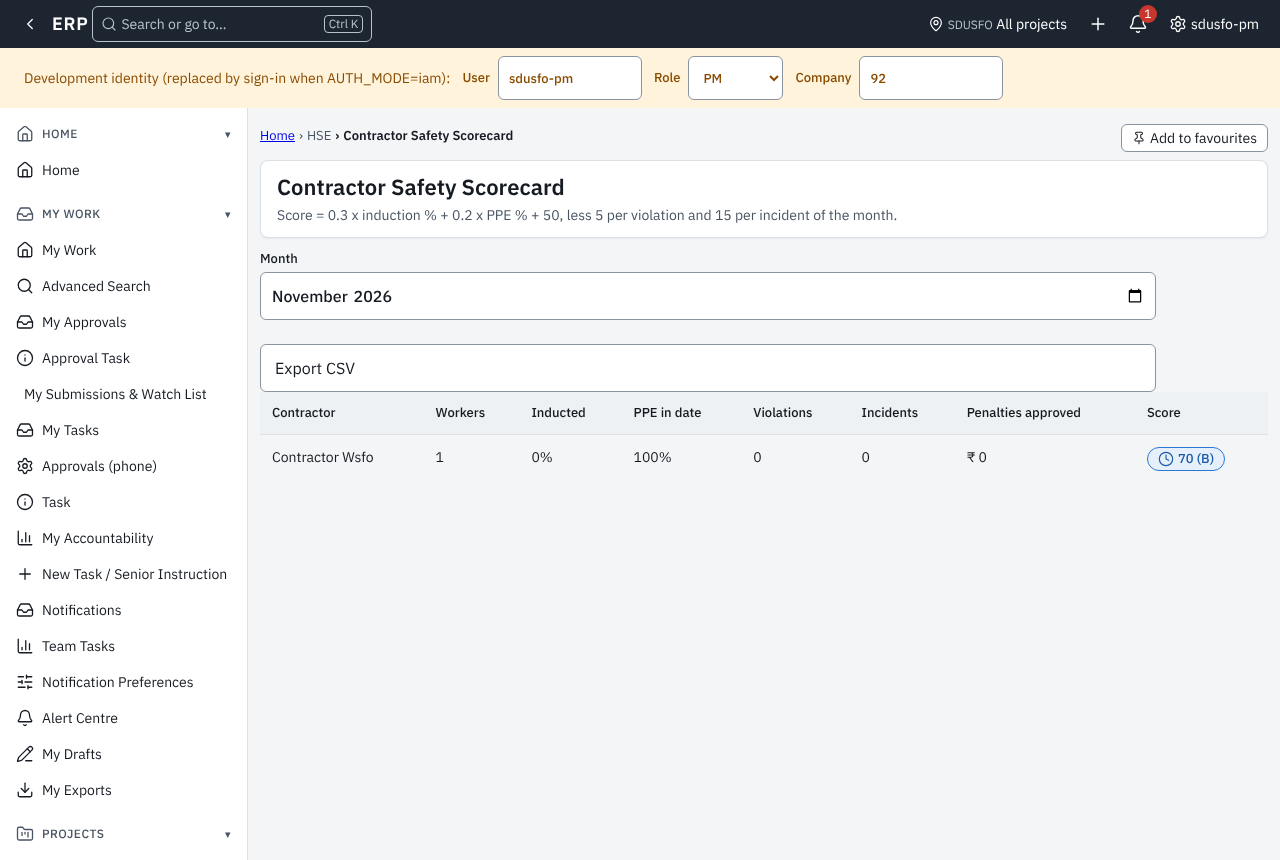 ERP Search or go to... Ctrl K SDUSFO All projects 1 sdusfo-pm
Development identity (replaced by sign-in when AUTH_MODE=iam): User sdusfo-pm Role PM Company 92
HOME
Home
MY WORK
My Work
Advanced Search
My Approvals
Approval Task
My Submissions & Watch List
My Tasks
Approvals (phone)
Task
My Accountability
New Task / Senior Instruction
Notifications
Team Tasks
Notification Preferences
Alert Centre
My Drafts
My Exports
PROJECTS
Home › HSE › Contractor Safety Scorecard
Add to favourites
Contractor Safety Scorecard
Score = 0.3 x induction % + 0.2 x PPE % + 50, less 5 per violation and 15 per incident of the month.
Month
November 2026
Export CSV
Contractor Workers Inducted PPE in date Violations Incidents Penalties approved Score
Contractor Wsfo 1 0% 100% 0 0 ₹ 0 70 (B)